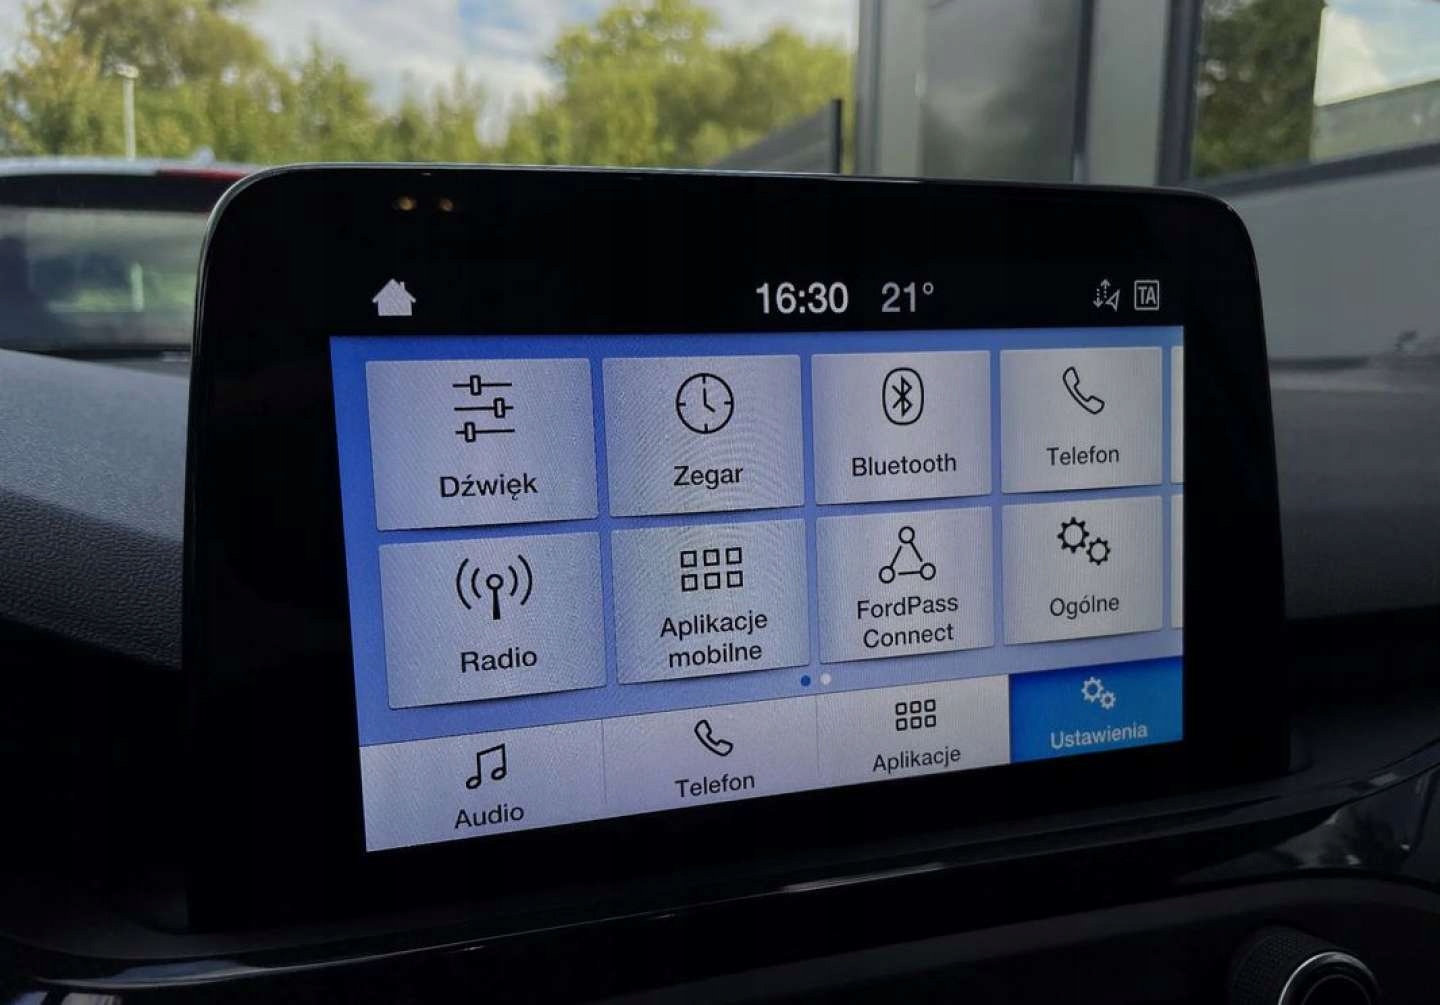 16:30 21° TA
Dźwięk
Zegar
Bluetooth
Telefon
Radio
Aplikacje
mobilne
FordPass
Connect
Ogólne
Audio
Telefon
Aplikacje
Ustawienia